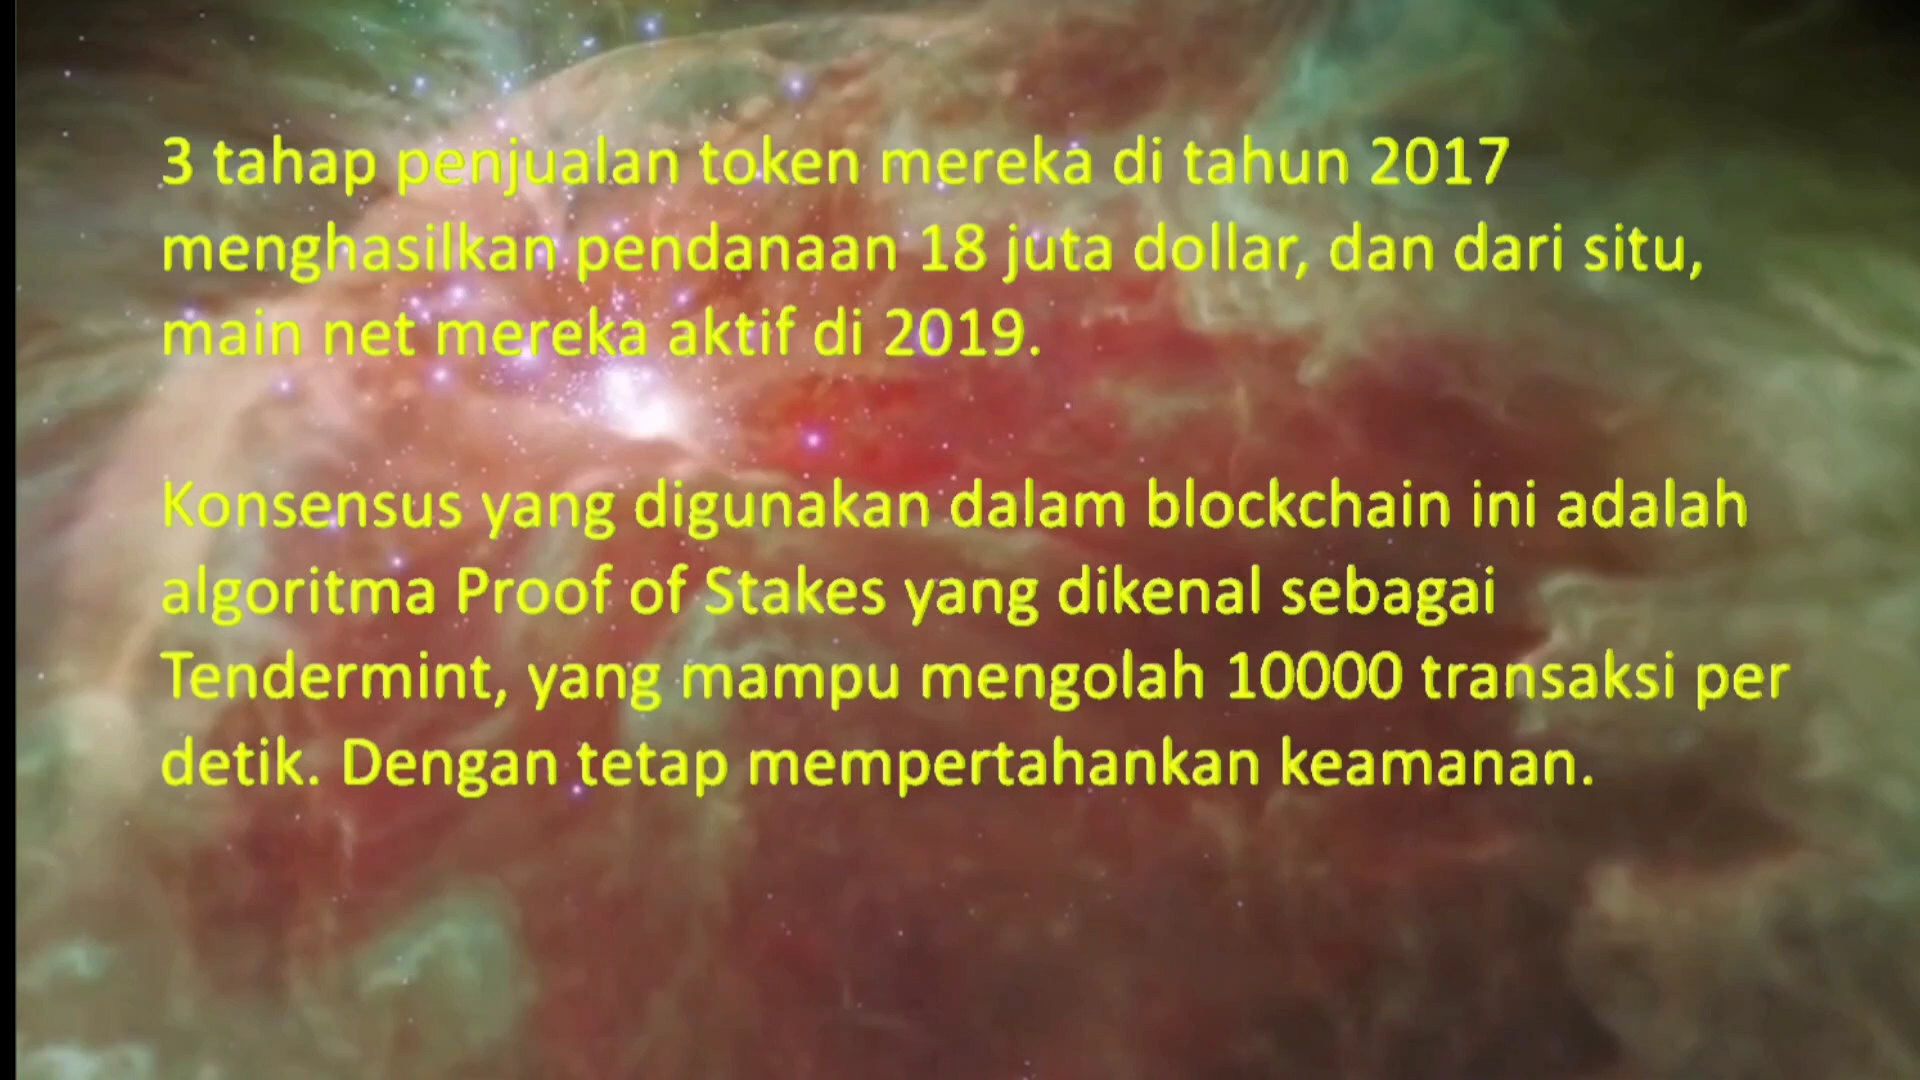 3 tahap penjualan token mereka di tahun 2017
menghasilkan pendanaan 18 juta dollar, dan dari situ,
main net mereka aktif di 2019.
Konsensus yang digunakan dalam blockchain ini adalah
algoritma Proof of Stakes yang dikenal sebagai
Tendermint, yang mampu mengolah 10000 transaksi per
detik. Dengan tetap mempertahankan keamanan.